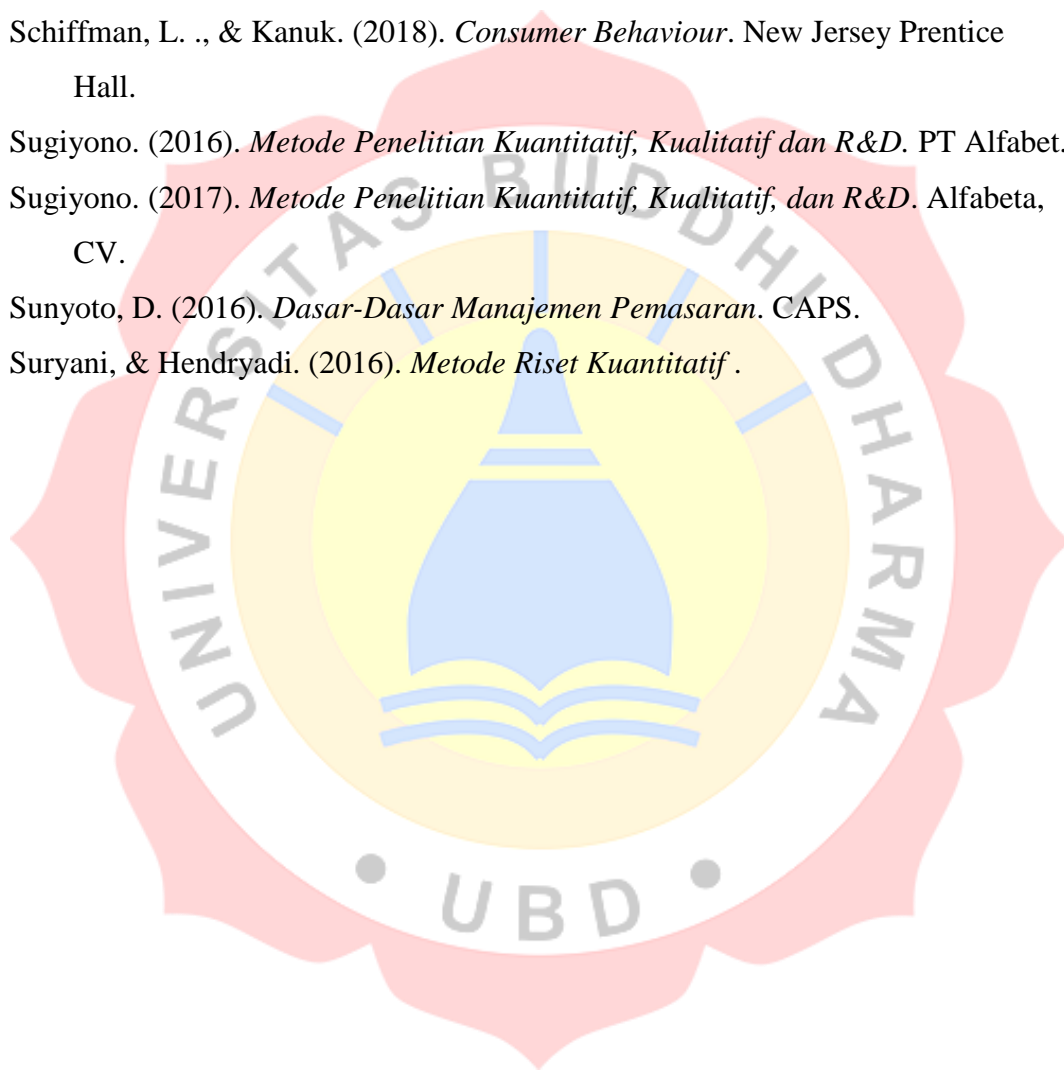 Schiffman, L. ., & Kanuk. (2018). Consumer Behaviour. New Jersey Prentice
Hall.
Sugiyono. (2016). Metode Penelitian Kuantitatif, Kualitatif dan R&D. PT Alfabet.
Sugiyono. (2017). Metode Penelitian Kuantitatif, Kualitatif, dan R&D. Alfabeta,
CV.
Sunyoto, D. (2016). Dasar-Dasar Manajemen Pemasaran. CAPS.
Suryani, & Hendryadi. (2016). Metode Riset Kuantitatif .
UNIVERSITAS BUDDHI DHARMA
• UBD •